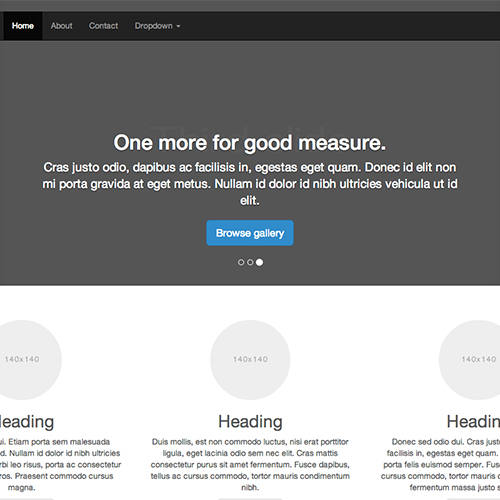 Home About Contact Dropdown
One more for good measure.
Cras justo odio, dapibus ac facilisis in, egestas eget quam. Donec id elit non
mi porta gravida at eget metus. Nullam id dolor id nibh ultricies vehicula ut id
elit.
Browse gallery
140x140 140x140 140x140
Heading
ui. Etiam porta sem malesuada
d. Nullam id dolor id nibh ultricies
rbi leo risus, porta ac consectetur
eros. Praesent commodo cursus
magna.
Heading
Duis mollis, est non commodo luctus, nisi erat porttitor
ligula, eget lacinia odio sem nec elit. Cras mattis
consectetur purus sit amet fermentum. Fusce dapibus,
tellus ac cursus commodo, tortor mauris condimentum
nibh.
Headin
Donec sed odio dui. Cras jus
facilisis in, egestas eget quam.
porta felis euismod semper. Fus
cursus commodo, tortor mauris
fermentum massa justo s